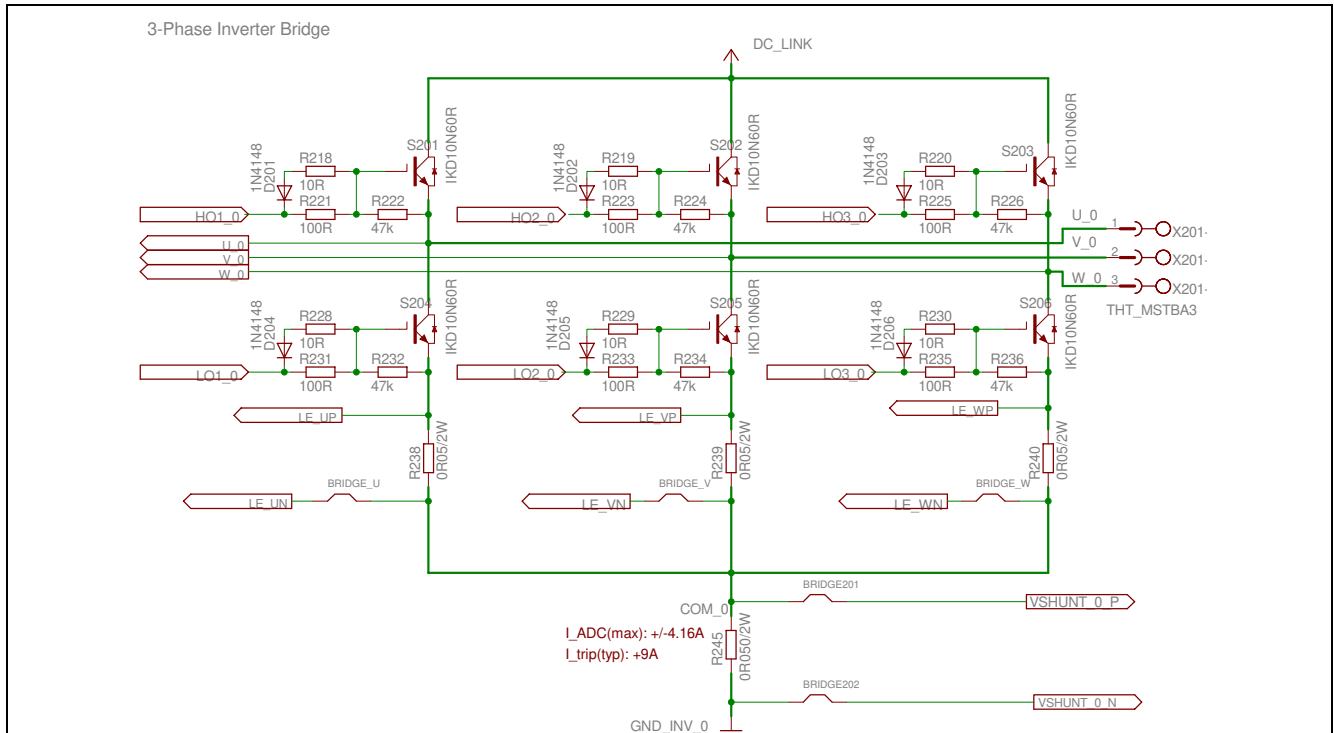 3-Phase Inverter Bridge
DC_LINK
1N4148
D201
R218
10R
R221
100R
R222
47k
S201
IKD10N60R
HO1_0
1N4148
D202
R219
10R
R223
100R
R224
47k
S202
IKD10N60R
HO2_0
1N4148
D203
R220
10R
R225
100R
R226
47k
S203
IKD10N60R
HO3_0
U_0
V_0
W_0
U_0
1
X201-
V_0
2
X201-
W_0
3
X201-
THT_MSTBA3
1N4148
D204
R228
10R
R231
100R
R232
47k
S204
IKD10N60R
LO1_0
1N4148
D205
R229
10R
R233
100R
R234
47k
S205
IKD10N60R
LO2_0
1N4148
D206
R230
10R
R235
100R
R236
47k
S206
IKD10N60R
LO3_0
LE_UP
LE_VP
LE_WP
R238
0R05/2W
R239
0R05/2W
R240
0R05/2W
BRIDGE_U
LE_UN
BRIDGE_V
LE_VN
BRIDGE_W
LE_WN
BRIDGE201
VSHUNT_0_P
COM_0
I_ADC(max): +/-4.16A
I_trip(typ): +9A
R245
0R050/2W
BRIDGE202
VSHUNT_0_N
GND_INV_0